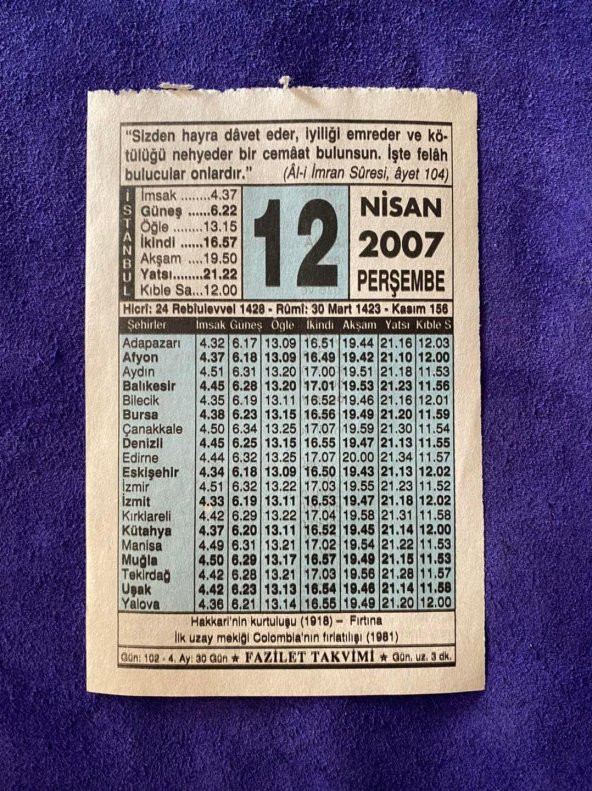 “Sizden hayra dâvet eder, iyiliği emreder ve kö-
tülüğü nehyeder bir cemâat bulunsun. İşte felâh
bulucular onlardır.” (Âl-i İmran Sûresi, âyet 104)
İSTANBUL
İmsak ........4.37
Güneş ......6.22
Öğle .......13.15
İkindi ....16.57
Akşam ...19.50
Yatsı.......21.22
Kıble Sa...12.00
12
NİSAN
2007
PERŞEMBE
Hicrî: 24 Rebîulevvel 1428 - Rûmî: 30 Mart 1423 - Kasım 156
Şehirler İmsak Güneş Öğle İkindi Akşam Yatsı Kıble S
Adapazarı 4.32 6.17 13.09 16.51 19.44 21.16 12.03
Afyon 4.37 6.18 13.09 16.49 19.42 21.10 12.00
Aydın 4.51 6.31 13.20 17.00 19.51 21.18 11.53
Balıkesir 4.45 6.28 13.20 17.01 19.53 21.23 11.56
Bilecik 4.35 6.19 13.11 16.52 19.46 21.16 12.01
Bursa 4.38 6.23 13.15 16.56 19.49 21.20 11.59
Çanakkale 4.50 6.34 13.25 17.07 19.59 21.30 11.54
Denizli 4.45 6.25 13.15 16.55 19.47 21.13 11.55
Edirne 4.44 6.32 13.25 17.07 20.00 21.34 11.57
Eskişehir 4.34 6.18 13.09 16.50 19.43 21.13 12.02
İzmir 4.51 6.32 13.22 17.03 19.55 21.23 11.52
İzmit 4.33 6.19 13.11 16.53 19.47 21.18 12.02
Kırklareli 4.42 6.29 13.22 17.04 19.58 21.31 11.58
Kütahya 4.37 6.20 13.11 16.52 19.45 21.14 12.00
Manisa 4.49 6.31 13.21 17.02 19.54 21.22 11.53
Muğla 4.50 6.29 13.17 16.57 19.49 21.15 11.53
Tekirdağ 4.42 6.28 13.21 17.03 19.56 21.28 11.57
Uşak 4.42 6.23 13.13 16.54 19.46 21.14 11.58
Yalova 4.36 6.21 13.14 16.55 19.49 21.20 12.00
Hakkari'nin kurtuluşu (1918) – Fırtına
İlk uzay mekiği Colombia'nın fırlatılışı (1981)
Gün: 102 - 4. Ay: 30 Gün ★ FAZİLET TAKVİMİ ★ Gün. uz. 3 dk.